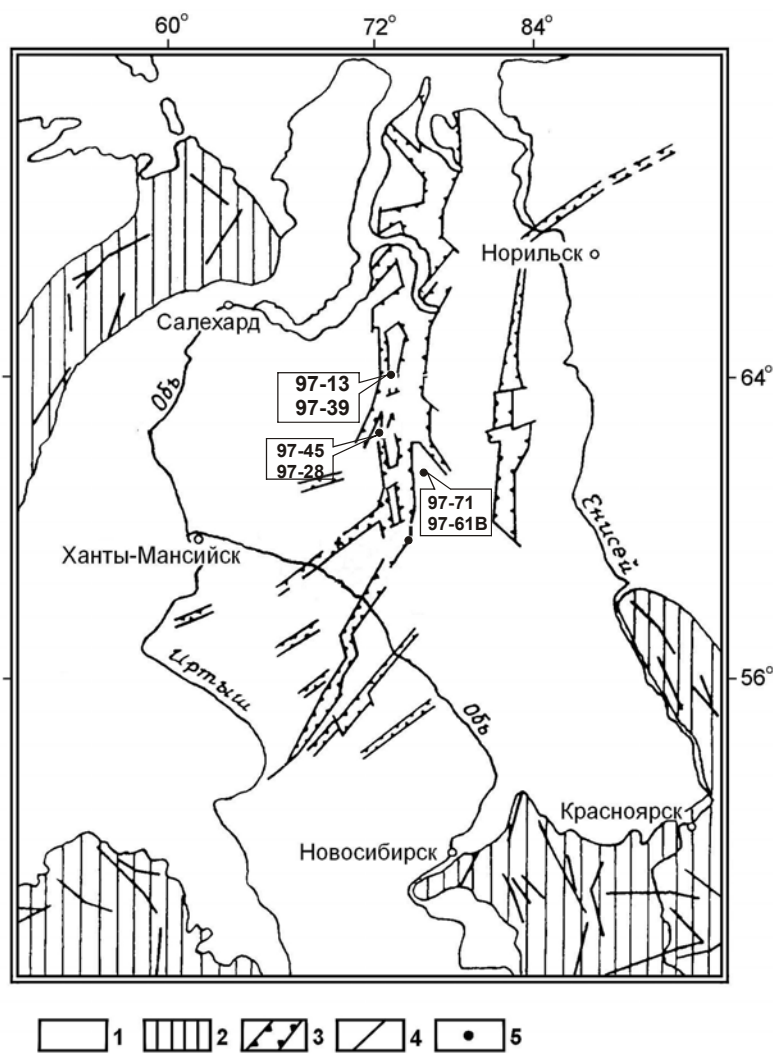 60° 72° 84°
Норильск
Салехард
64°
97-13
97-39
Обь
97-45
97-28
97-71
97-61В
Енисей
Ханты-Мансийск
Иртыш
56°
Обь
Красноярск
Новосибирск
1 2 3 4 5